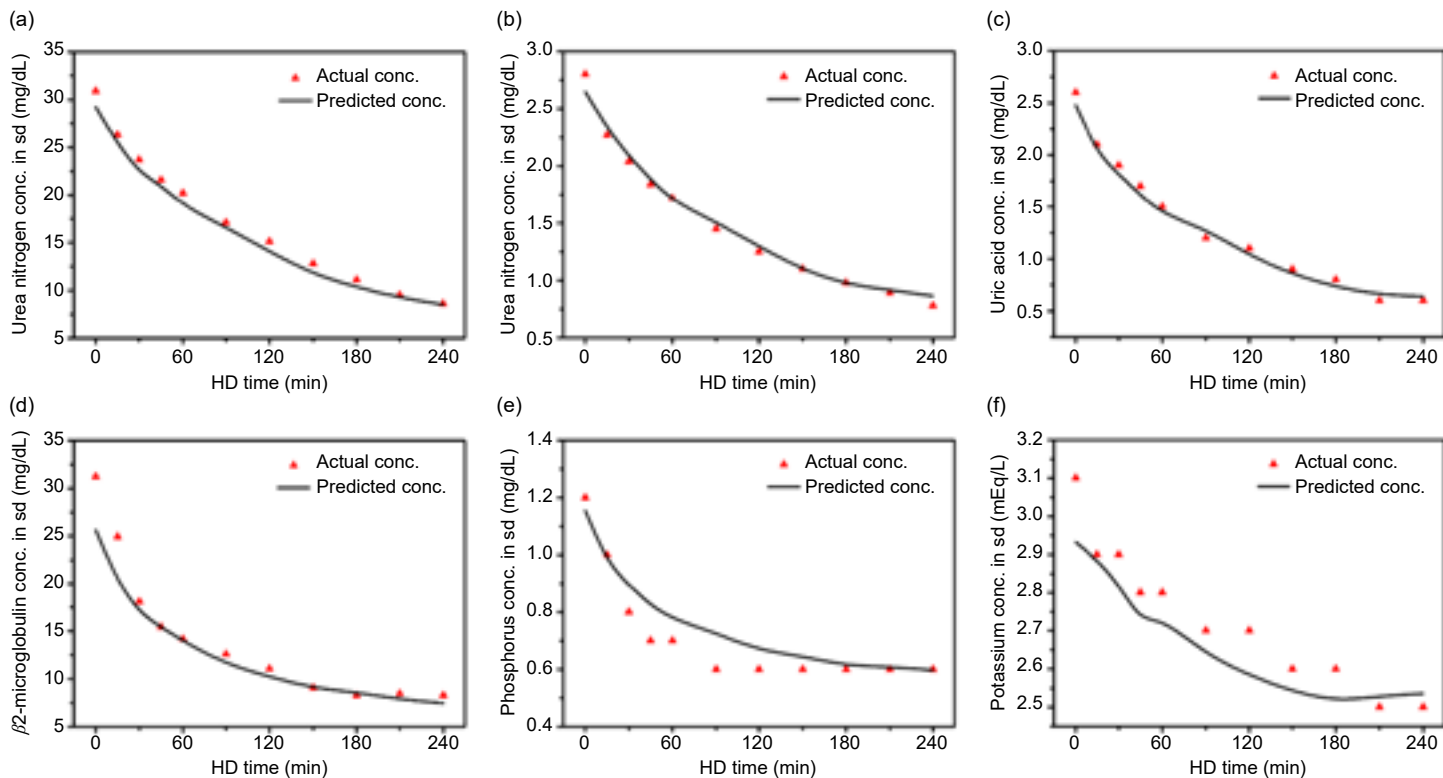 (a)
Urea nitrogen conc. in sd (mg/dL)
35
30
25
20
15
10
5
Actual conc.
Predicted conc.
0 60 120 180 240
HD time (min)
(b)
Urea nitrogen conc. in sd (mg/dL)
3.0
2.5
2.0
1.5
1.0
0.5
Actual conc.
Predicted conc.
0 60 120 180 240
HD time (min)
(c)
Uric acid conc. in sd (mg/dL)
3.0
2.5
2.0
1.5
1.0
0.5
Actual conc.
Predicted conc.
0 60 120 180 240
HD time (min)
(d)
β2-microglobulin conc. in sd (mg/dL)
35
30
25
20
15
10
5
Actual conc.
Predicted conc.
0 60 120 180 240
HD time (min)
(e)
Phosphorus conc. in sd (mg/dL)
1.4
1.2
1.0
0.8
0.6
0.4
Actual conc.
Predicted conc.
0 60 120 180 240
HD time (min)
(f)
Potassium conc. in sd (mEq/L)
3.2
3.1
3.0
2.9
2.8
2.7
2.6
2.5
Actual conc.
Predicted conc.
0 60 120 180 240
HD time (min)